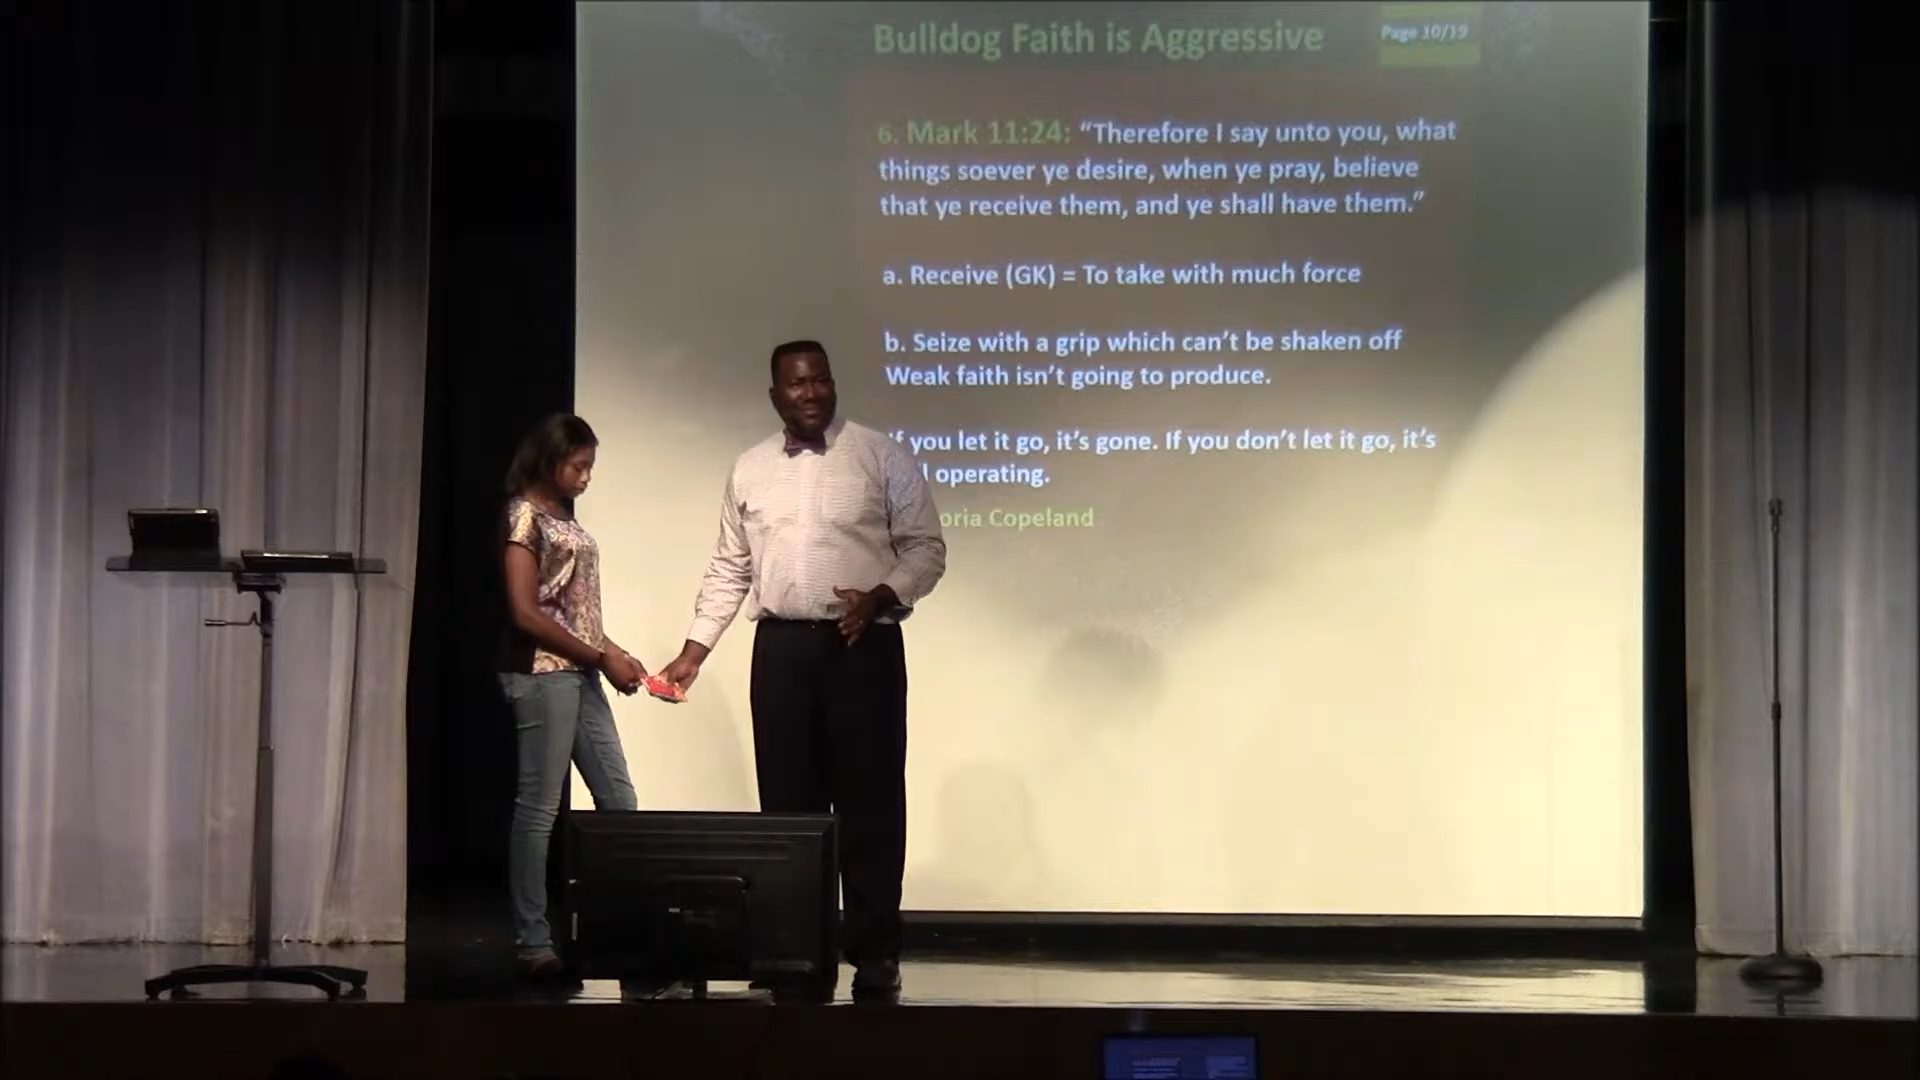 Bulldog Faith is Aggressive
Page 10/19
6. Mark 11:24: “Therefore I say unto you, what
things soever ye desire, when ye pray, believe
that ye receive them, and ye shall have them.”
a. Receive (GK) = To take with much force
b. Seize with a grip which can’t be shaken off
Weak faith isn’t going to produce.
If you let it go, it’s gone. If you don’t let it go, it’s
operating.
Copeland